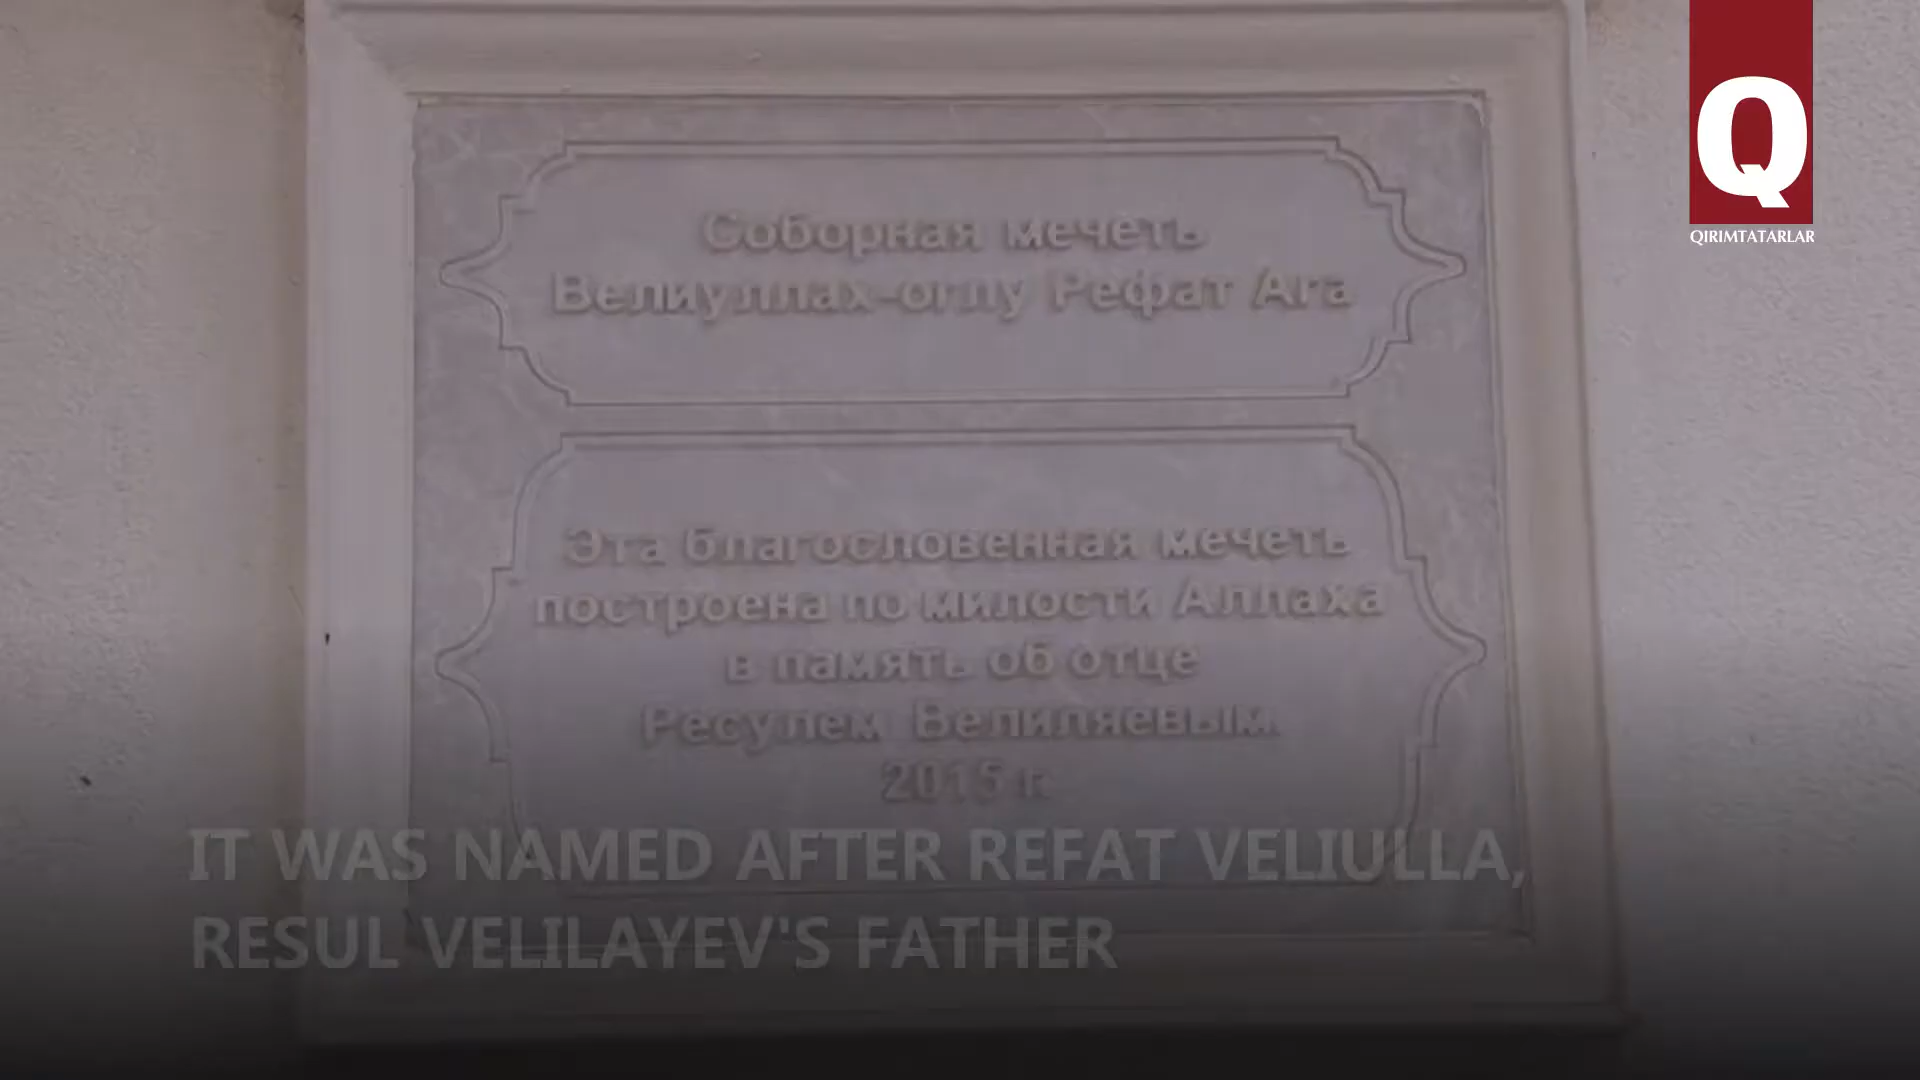 Q
QIRIMTATARLAR
Соборная мечеть
Велиуллах-оглу Рефат Ага
Эта благословенная мечеть
построена по милости Аллаха
в память об отце
Ресулем Велиляевым
2015 г.
IT WAS NAMED AFTER REFAT VELIULLA,
RESUL VELILAYEV'S FATHER